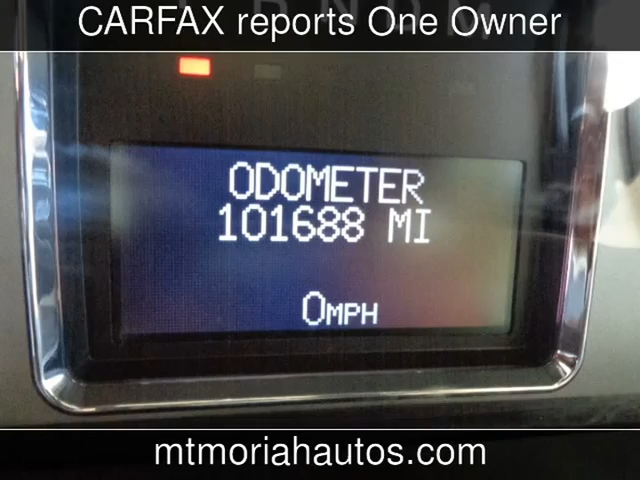 CARFAX reports One Owner
R N D M
ODOMETER
101688 MI
0MPH
mtmoriahautos.com